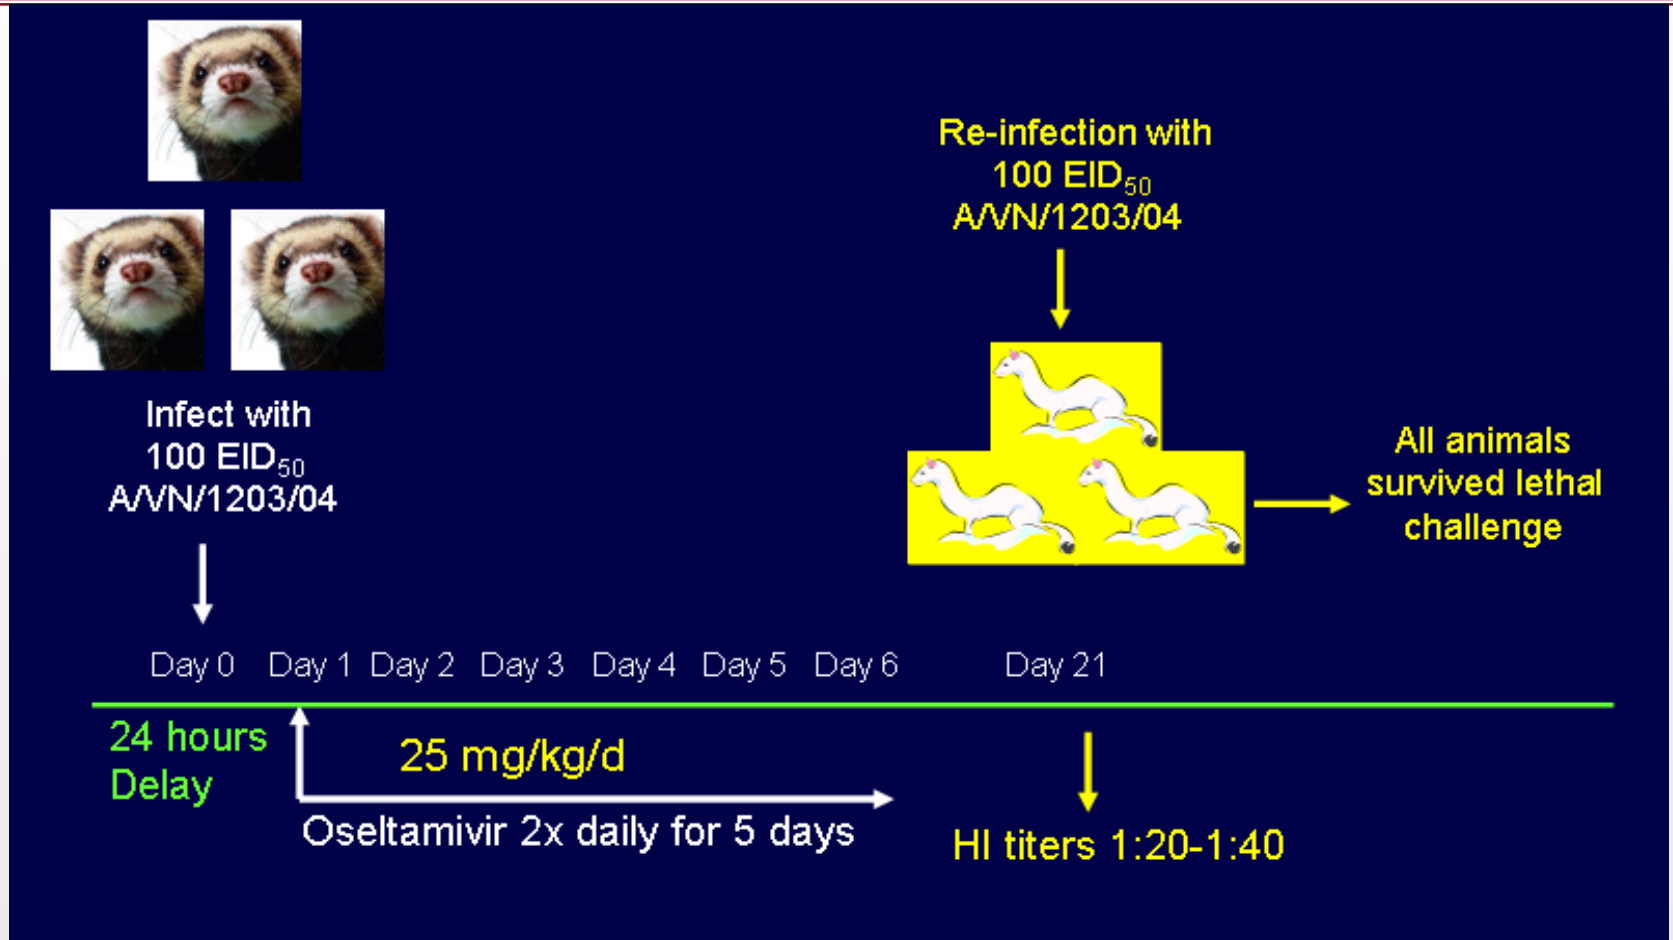 Infect with
100 EID50
A/VN/1203/04
Re-infection with
100 EID50
A/VN/1203/04
All animals
survived lethal
challenge
Day 0 Day 1 Day 2 Day 3 Day 4 Day 5 Day 6 Day 21
24 hours
Delay
25 mg/kg/d
Oseltamivir 2x daily for 5 days
HI titers 1:20-1:40